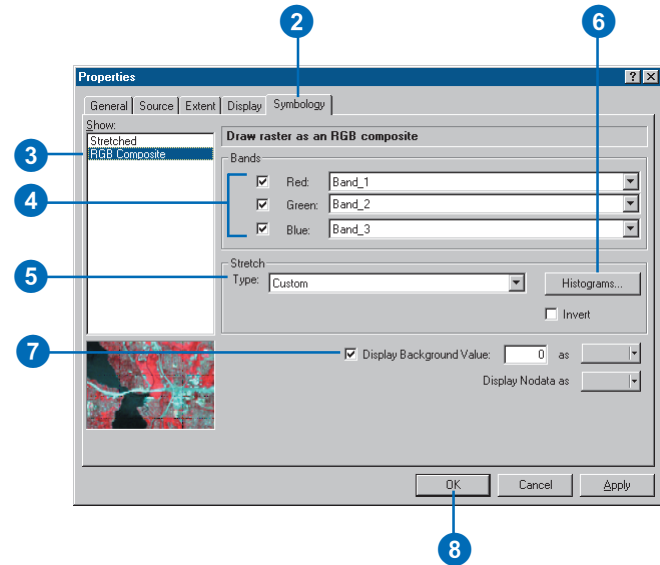 2
6
Properties
General Source Extent Display Symbology
Show:
Stretched
3 RGB Composite
Draw raster as an RGB composite
Bands
4
Red: Band_1
Green: Band_2
Blue: Band_3
Stretch
5 Type: Custom
Histograms...
Invert
7 Display Background Value: 0 as
Display Nodata as
OK Cancel Apply
8